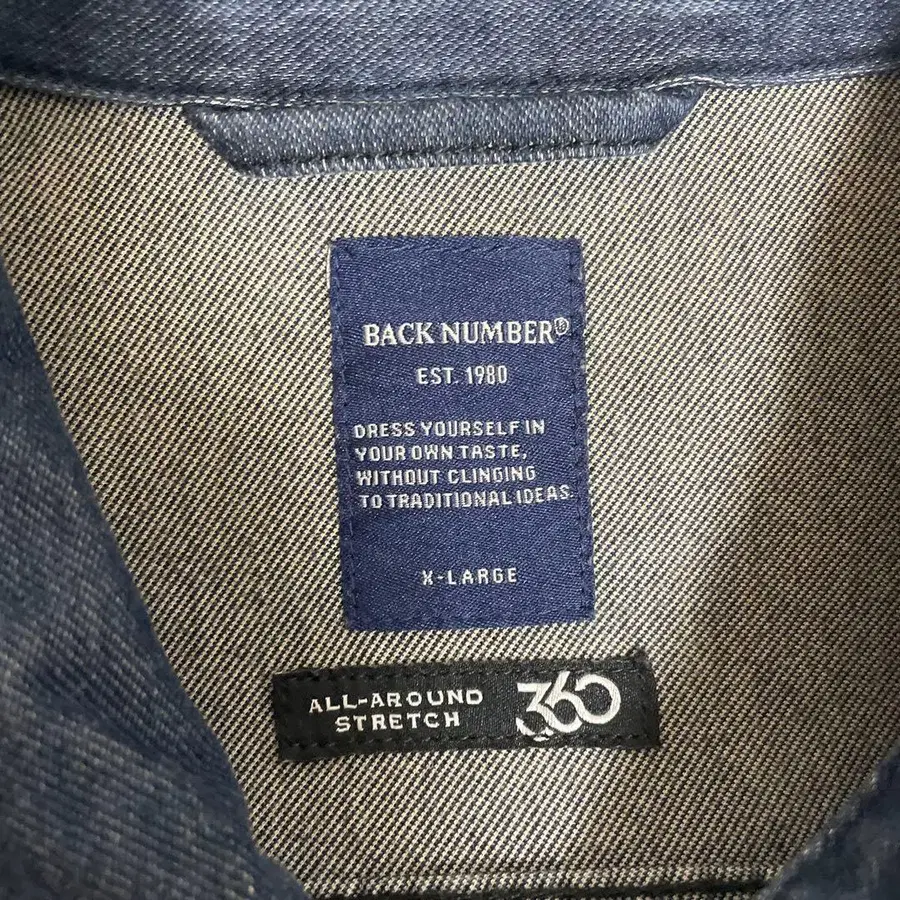 BACK NUMBER®
EST. 1980
DRESS YOURSELF IN
YOUR OWN TASTE,
WITHOUT CLINGING
TO TRADITIONAL IDEAS.
X-LARGE
ALL-AROUND
STRETCH
360